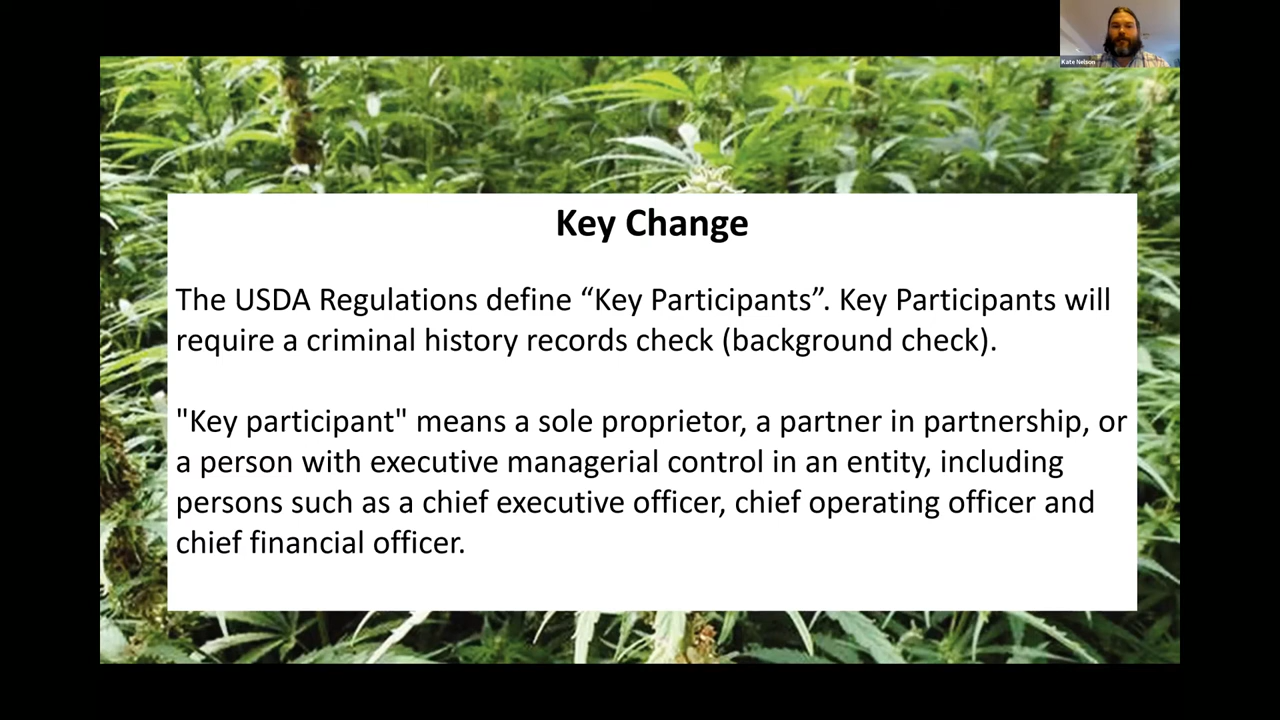 Kate Nelson
Key Change
The USDA Regulations define “Key Participants”. Key Participants will
require a criminal history records check (background check).
"Key participant" means a sole proprietor, a partner in partnership, or
a person with executive managerial control in an entity, including
persons such as a chief executive officer, chief operating officer and
chief financial officer.